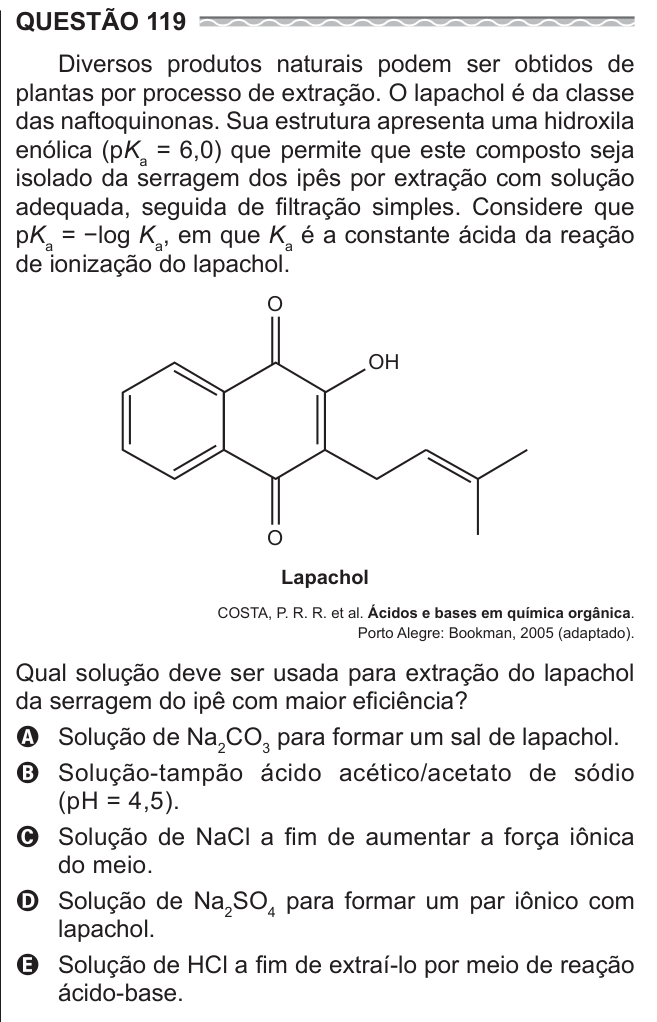 QUESTÃO 119
Diversos produtos naturais podem ser obtidos de
plantas por processo de extração. O lapachol é da classe
das naftoquinonas. Sua estrutura apresenta uma hidroxila
enólica (pKₐ = 6,0) que permite que este composto seja
isolado da serragem dos ipês por extração com solução
adequada, seguida de filtração simples. Considere que
pKₐ = −log Kₐ, em que Kₐ é a constante ácida da reação
de ionização do lapachol.
O
OH
O
Lapachol
COSTA, P. R. R. et al. Ácidos e bases em química orgânica.
Porto Alegre: Bookman, 2005 (adaptado).
Qual solução deve ser usada para extração do lapachol
da serragem do ipê com maior eficiência?
A Solução de Na₂CO₃ para formar um sal de lapachol.
B Solução-tampão ácido acético/acetato de sódio
(pH = 4,5).
C Solução de NaCl a fim de aumentar a força iônica
do meio.
D Solução de Na₂SO₄ para formar um par iônico com
lapachol.
E Solução de HCl a fim de extraí-lo por meio de reação
ácido-base.